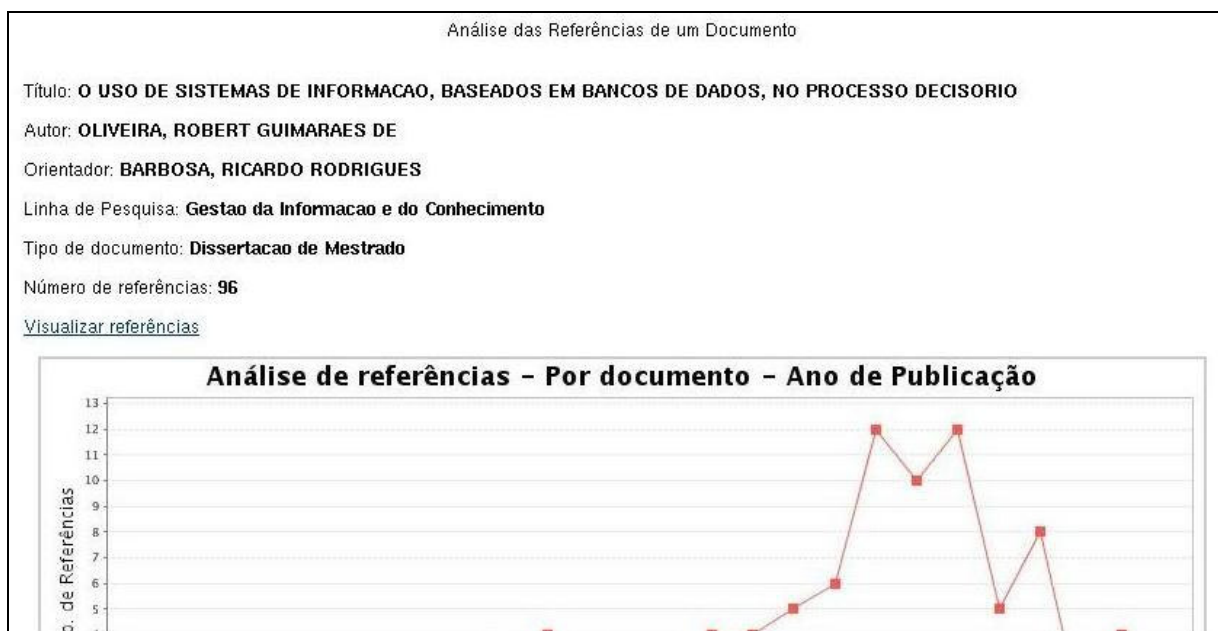 Análise das Referências de um Documento
Título: O USO DE SISTEMAS DE INFORMACAO, BASEADOS EM BANCOS DE DADOS, NO PROCESSO DECISORIO
Autor: OLIVEIRA, ROBERT GUIMARAES DE
Orientador: BARBOSA, RICARDO RODRIGUES
Linha de Pesquisa: Gestao da Informacao e do Conhecimento
Tipo de documento: Dissertacao de Mestrado
Número de referências: 96
Visualizar referências
Análise de referências – Por documento – Ano de Publicação
13
12
11
10
9
8
7
6
5
de Referências